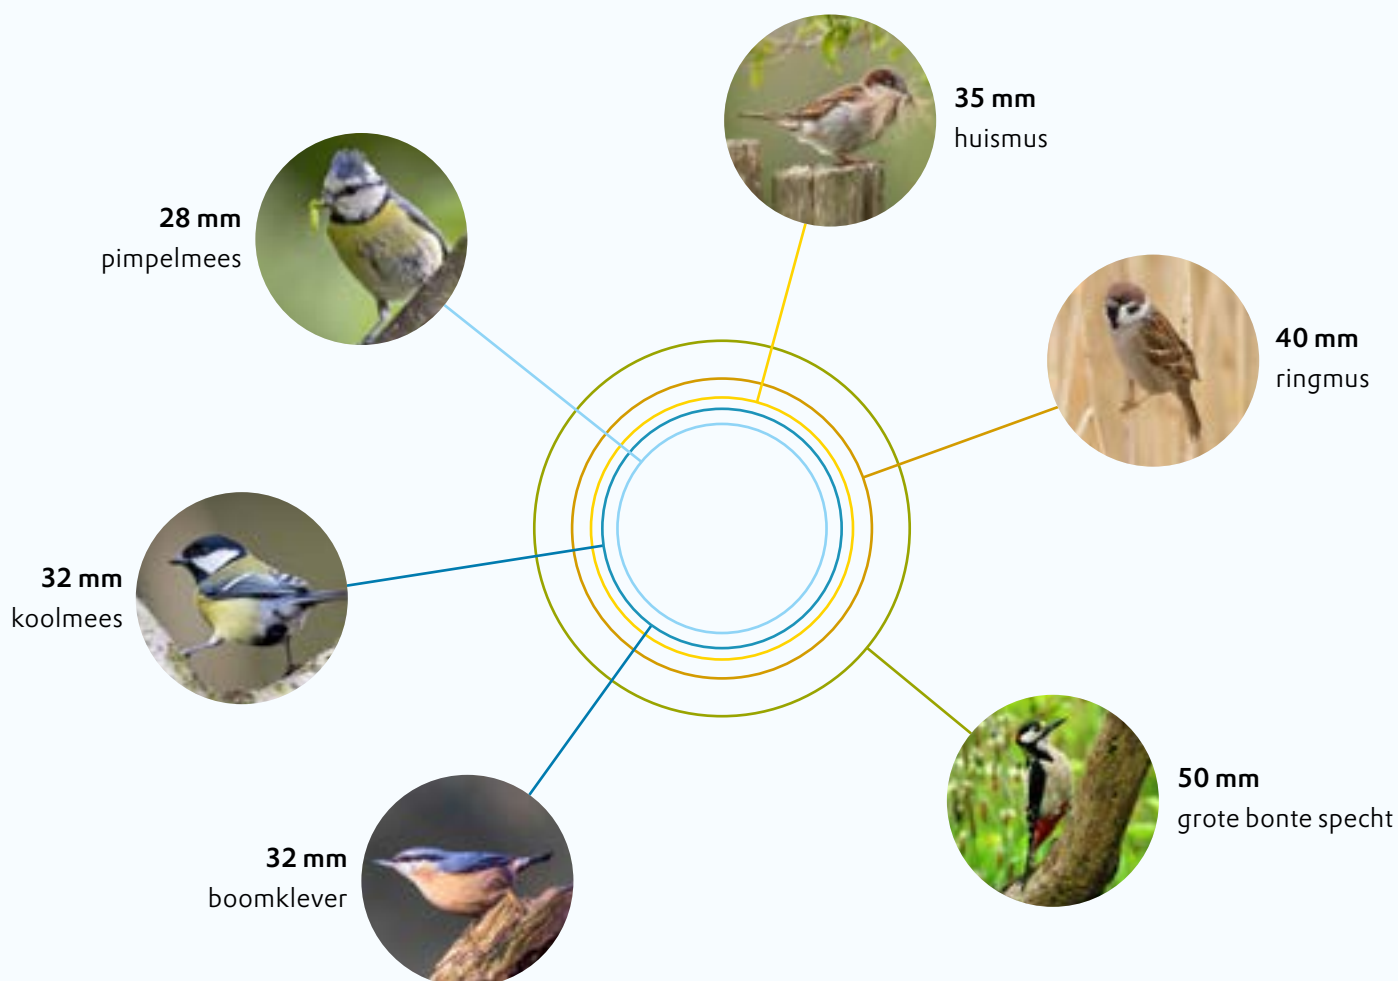 35 mm
huismus
28 mm
pimpelmees
40 mm
ringmus
32 mm
koolmees
50 mm
grote bonte specht
32 mm
boomklever